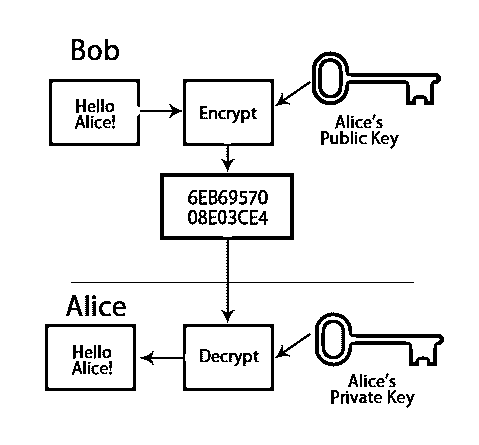 Bob
Hello
Alice!
Encrypt
Alice's
Public Key
6EB69570
08E03CE4
Alice
Hello
Alice!
Decrypt
Alice's
Private Key